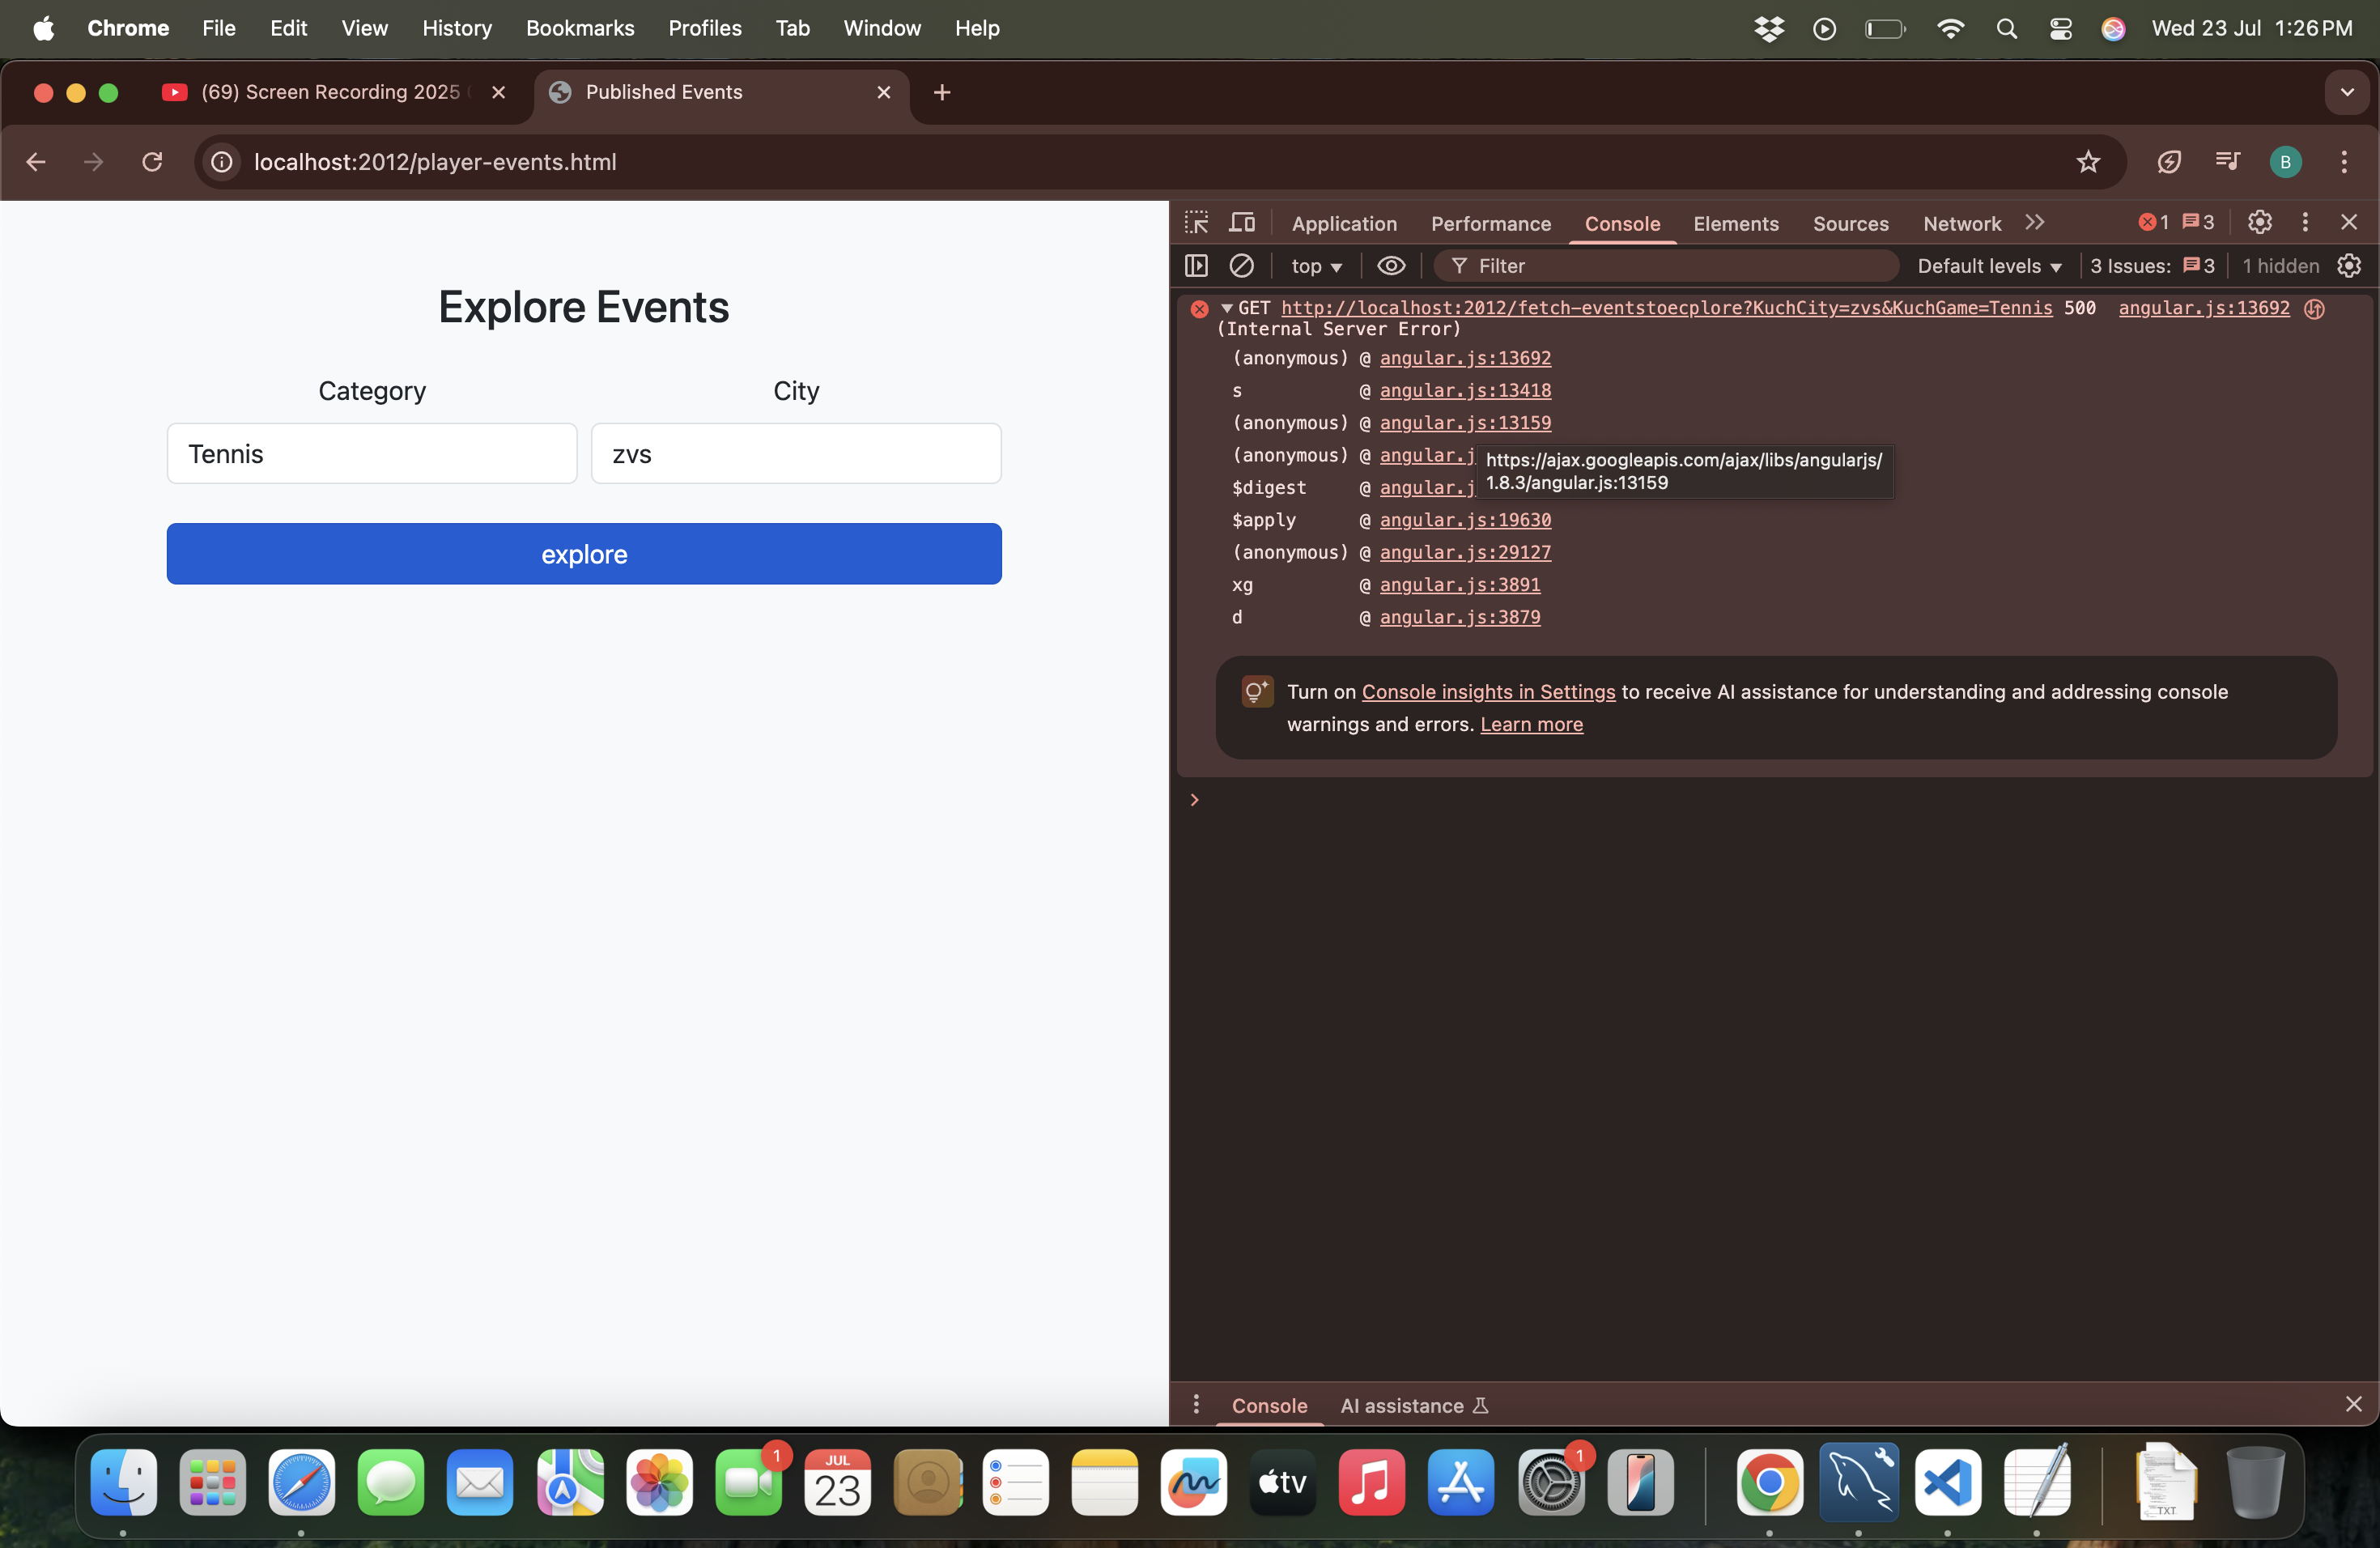 Chrome File Edit View History Bookmarks Profiles Tab Window Help Wed 23 Jul 1:26 PM
(69) Screen Recording 2025 Published Events
localhost:2012/player-events.html B
Explore Events
Category City
Tennis zvs
explore
Application Performance Console Elements Sources Network 1 3
top Filter Default levels 3 Issues: 3 1 hidden
GET http://localhost:2012/fetch-eventstoecplore?KuchCity=zvs&KuchGame=Tennis 500 angular.js:13692
(Internal Server Error)
(anonymous) @ angular.js:13692
s @ angular.js:13418
(anonymous) @ angular.js:13159
(anonymous) @ angular.j
https://ajax.googleapis.com/ajax/libs/angularjs/
1.8.3/angular.js:13159
$digest @ angular.j
$apply @ angular.js:19630
(anonymous) @ angular.js:29127
xg @ angular.js:3891
d @ angular.js:3879
Turn on Console insights in Settings to receive AI assistance for understanding and addressing console
warnings and errors. Learn more
Console AI assistance
1 JUL 23 tv 1 TXT